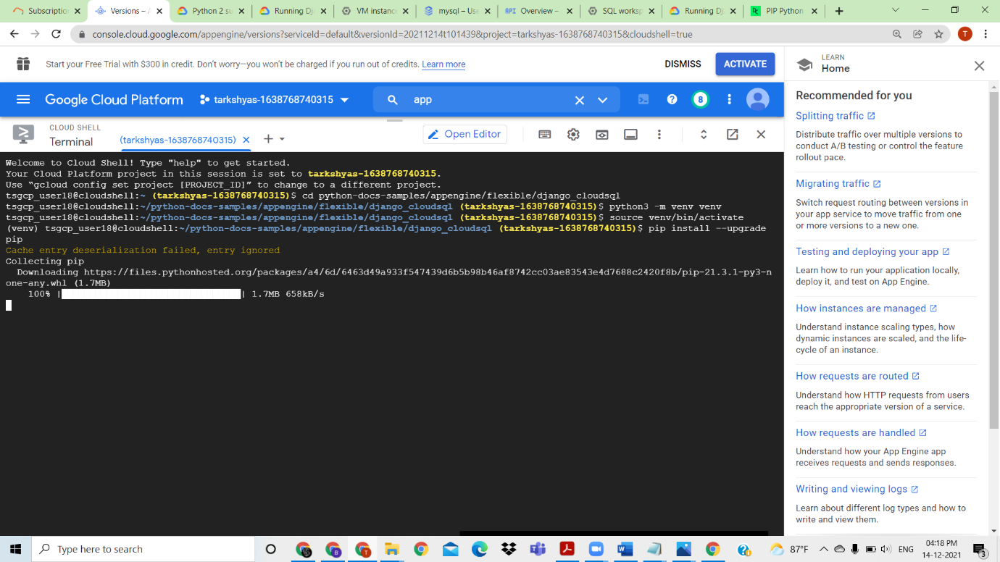 Subscriptio
Versions – A
Python 2 su
Running Dj
VM instanc
mysql – Use
API Overview –
SQL worksp
Running Dj
PIP Python
console.cloud.google.com/appengine/versions?serviceId=default&versionId=20211214t101439&project=tarkshyas-1638768740315&cloudshell=true
T
Start your Free Trial with $300 in credit. Don't worry—you won't be charged if you run out of credits. Learn more
DISMISS
ACTIVATE
LEARN
Home
Google Cloud Platform
tarkshyas-1638768740315
app
8
CLOUD SHELL
Terminal
(tarkshyas-1638768740315)
Open Editor
Welcome to Cloud Shell! Type "help" to get started.
Your Cloud Platform project in this session is set to tarkshyas-1638768740315.
Use “gcloud config set project [PROJECT_ID]” to change to a different project.
tsgcp_user18@cloudshell:~ (tarkshyas-1638768740315)$ cd python-docs-samples/appengine/flexible/django_cloudsql
tsgcp_user18@cloudshell:~/python-docs-samples/appengine/flexible/django_cloudsql (tarkshyas-1638768740315)$ python3 -m venv venv
tsgcp_user18@cloudshell:~/python-docs-samples/appengine/flexible/django_cloudsql (tarkshyas-1638768740315)$ source venv/bin/activate
(venv) tsgcp_user18@cloudshell:~/python-docs-samples/appengine/flexible/django_cloudsql (tarkshyas-1638768740315)$ pip install --upgrade
pip
Cache entry deserialization failed, entry ignored
Collecting pip
Downloading https://files.pythonhosted.org/packages/a4/6d/6463d49a933f547439d6b5b98b46af8742cc03ae83543e4d7688c2420f8b/pip-21.3.1-py3-n
one-any.whl (1.7MB)
100% | | 1.7MB 658kB/s
Recommended for you
Splitting traffic
Distribute traffic over multiple versions to
conduct A/B testing or control the feature
rollout pace.
Migrating traffic
Switch request routing between versions in
your app service to move traffic from one
or more versions to a new one.
Testing and deploying your app
Learn how to run your application locally,
deploy it, and test on App Engine.
How instances are managed
Understand instance scaling types, how
dynamic instances are scaled, and the life-
cycle of an instance.
How requests are routed
Understand how HTTP requests from users
reach the appropriate version of a service.
How requests are handled
Understand how your App Engine app
receives requests and sends responses.
Writing and viewing logs
Learn about different log types and how to
write and view them.
Type here to search
87°F
ENG
04:18 PM
14-12-2021
3